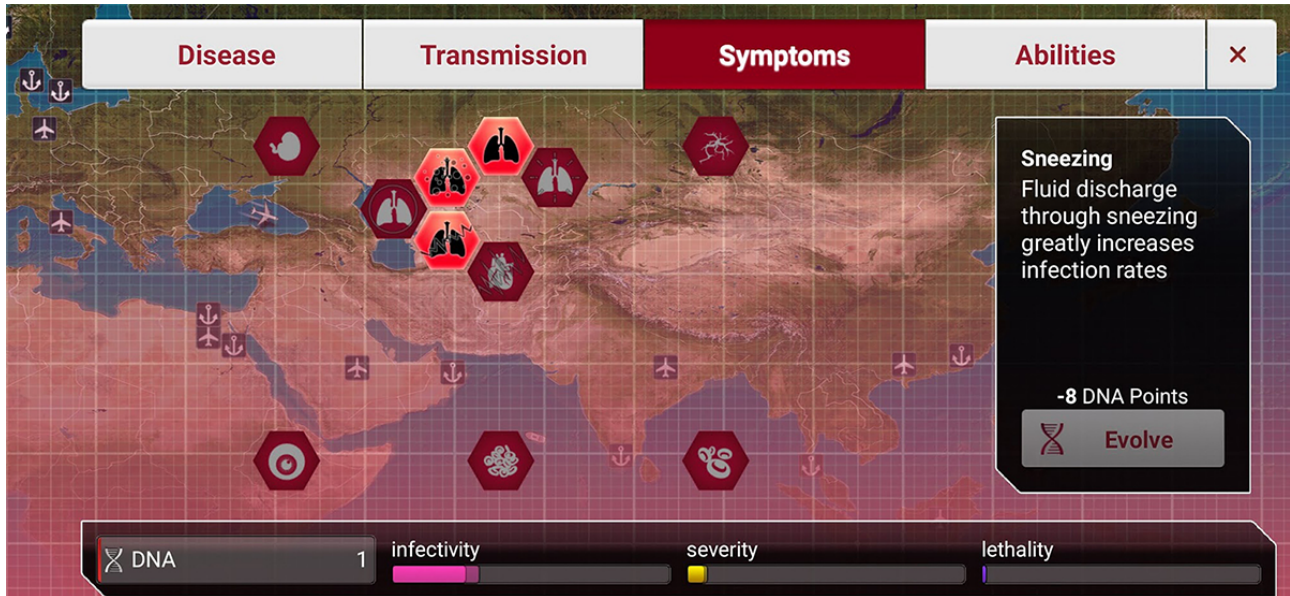 Disease
Transmission
Symptoms
Abilities
×
Sneezing
Fluid discharge
through sneezing
greatly increases
infection rates
-8 DNA Points
Evolve
DNA 1
infectivity
severity
lethality